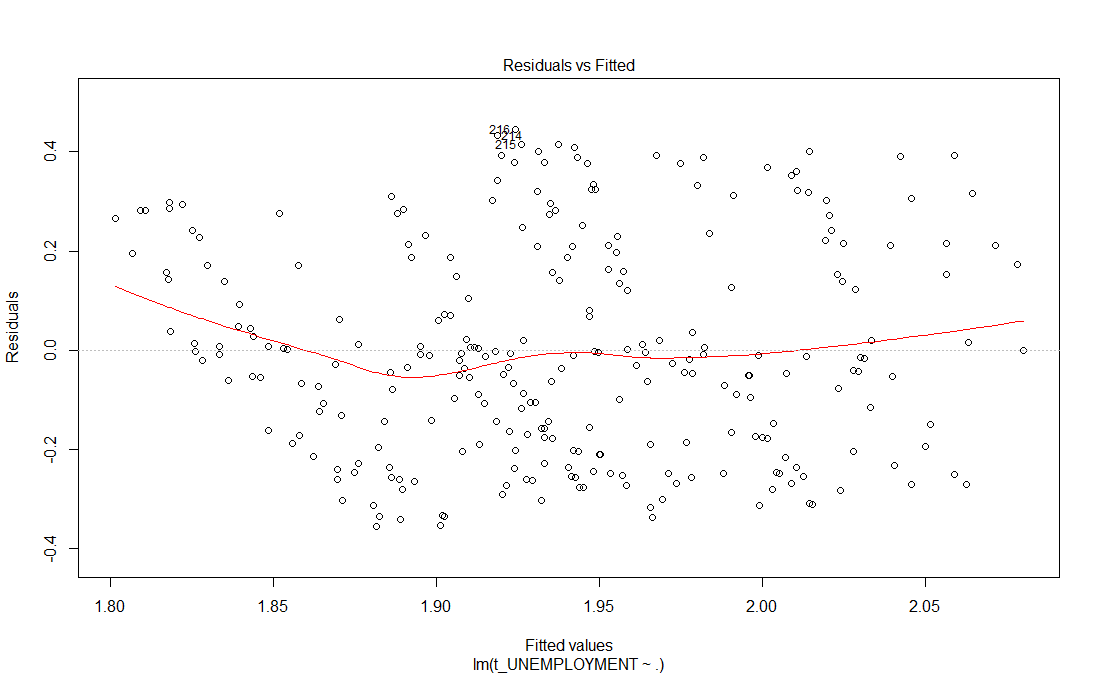 Residuals vs Fitted
Residuals
0.4
0.2
0.0
-0.2
-0.4
216
214
215
1.80 1.85 1.90 1.95 2.00 2.05
Fitted values
lm(t_UNEMPLOYMENT ~ .)